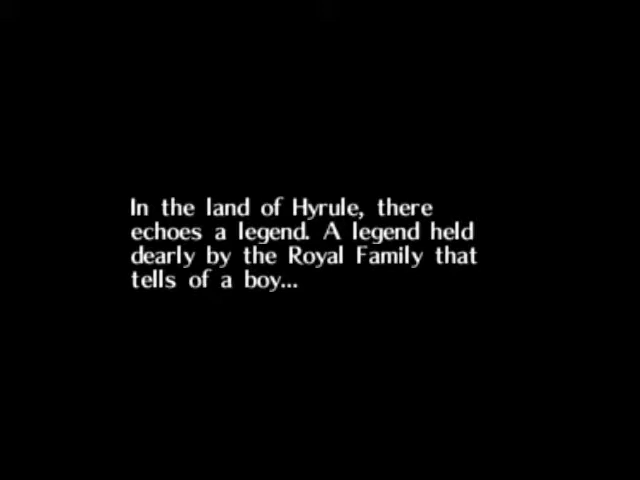 In the land of Hyrule, there
echoes a legend. A legend held
dearly by the Royal Family that
tells of a boy...